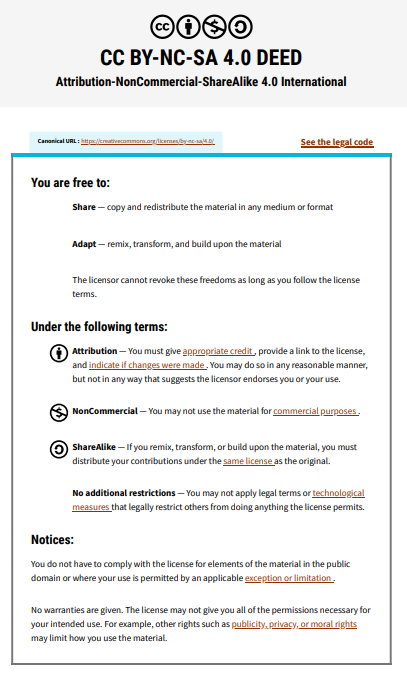 CC BY-NC-SA 4.0 DEED
Attribution-NonCommercial-ShareAlike 4.0 International
Canonical URL : https://creativecommons.org/licenses/by-nc-sa/4.0/
See the legal code
You are free to:
Share — copy and redistribute the material in any medium or format
Adapt — remix, transform, and build upon the material
The licensor cannot revoke these freedoms as long as you follow the license
terms.
Under the following terms:
Attribution — You must give appropriate credit , provide a link to the license,
and indicate if changes were made . You may do so in any reasonable manner,
but not in any way that suggests the licensor endorses you or your use.
NonCommercial — You may not use the material for commercial purposes .
ShareAlike — If you remix, transform, or build upon the material, you must
distribute your contributions under the same license as the original.
No additional restrictions — You may not apply legal terms or technological
measures that legally restrict others from doing anything the license permits.
Notices:
You do not have to comply with the license for elements of the material in the public
domain or where your use is permitted by an applicable exception or limitation .
No warranties are given. The license may not give you all of the permissions necessary for
your intended use. For example, other rights such as publicity, privacy, or moral rights
may limit how you use the material.